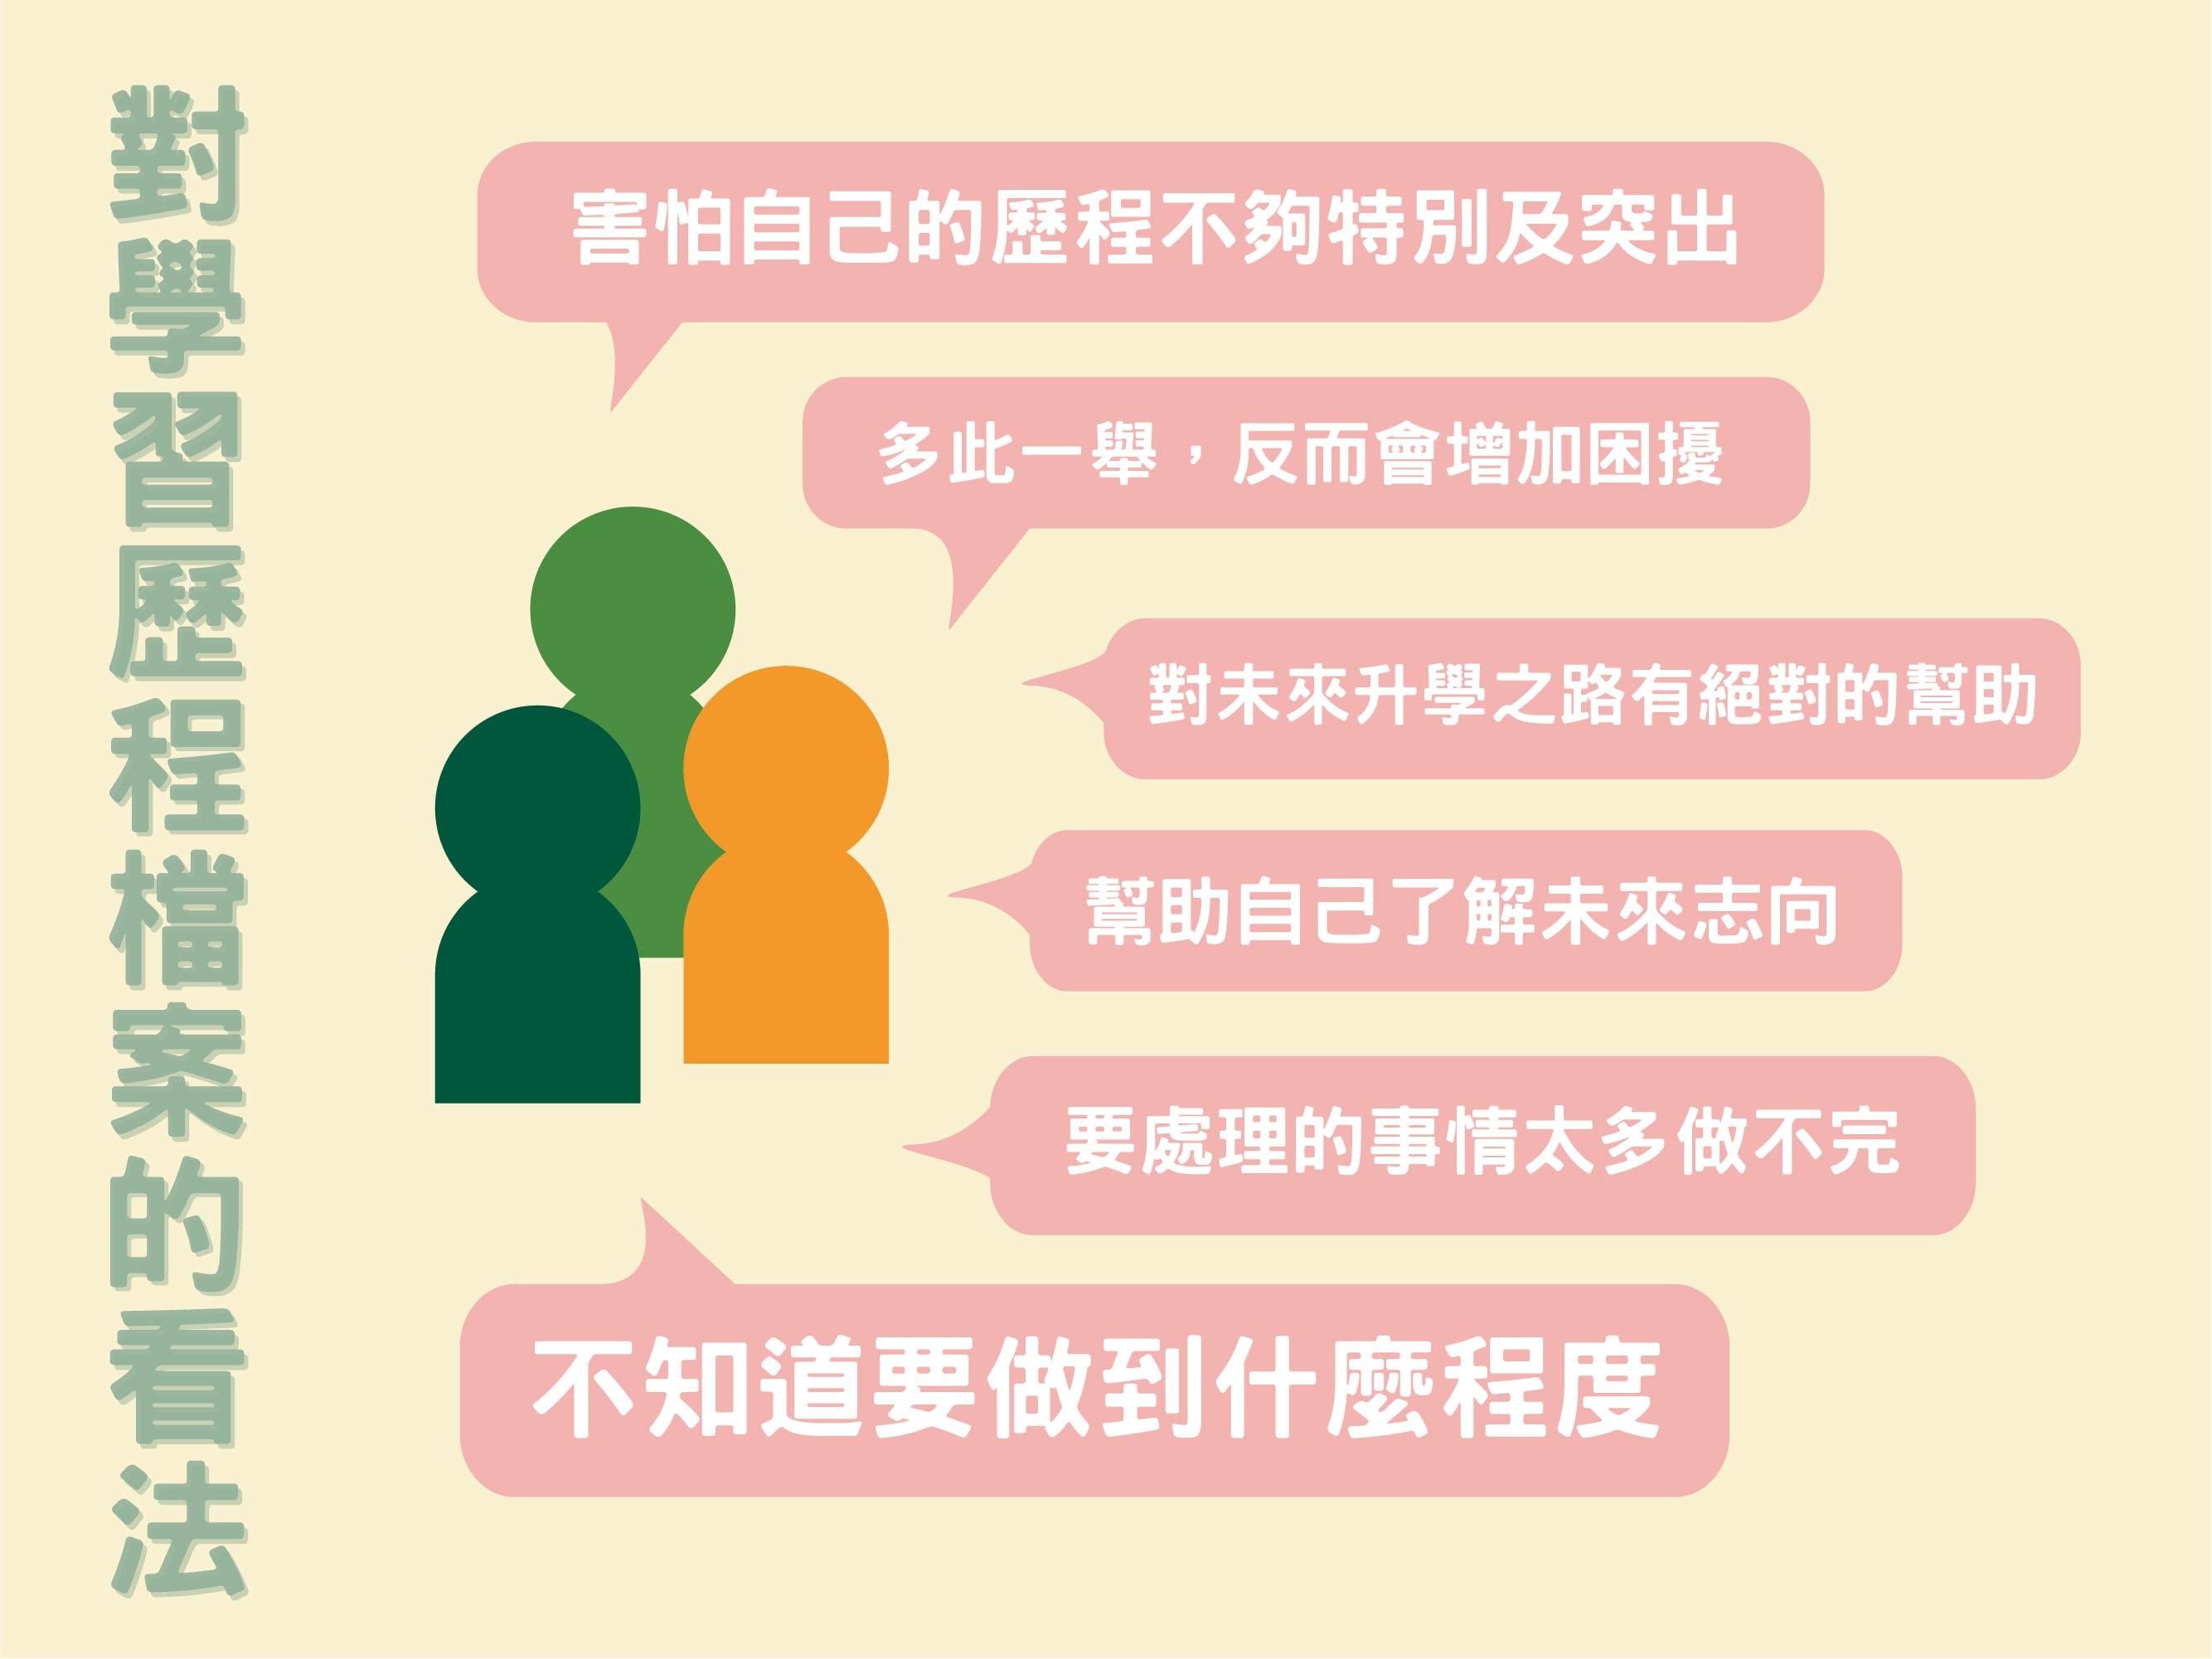 對學習歷程檔案的看法
害怕自己的歷程不夠特別及突出
多此一舉，反而會增加困擾
對未來升學之路有絕對的幫助
幫助自己了解未來志向
要處理的事情太多 做不完
不知道要做到什麼程度